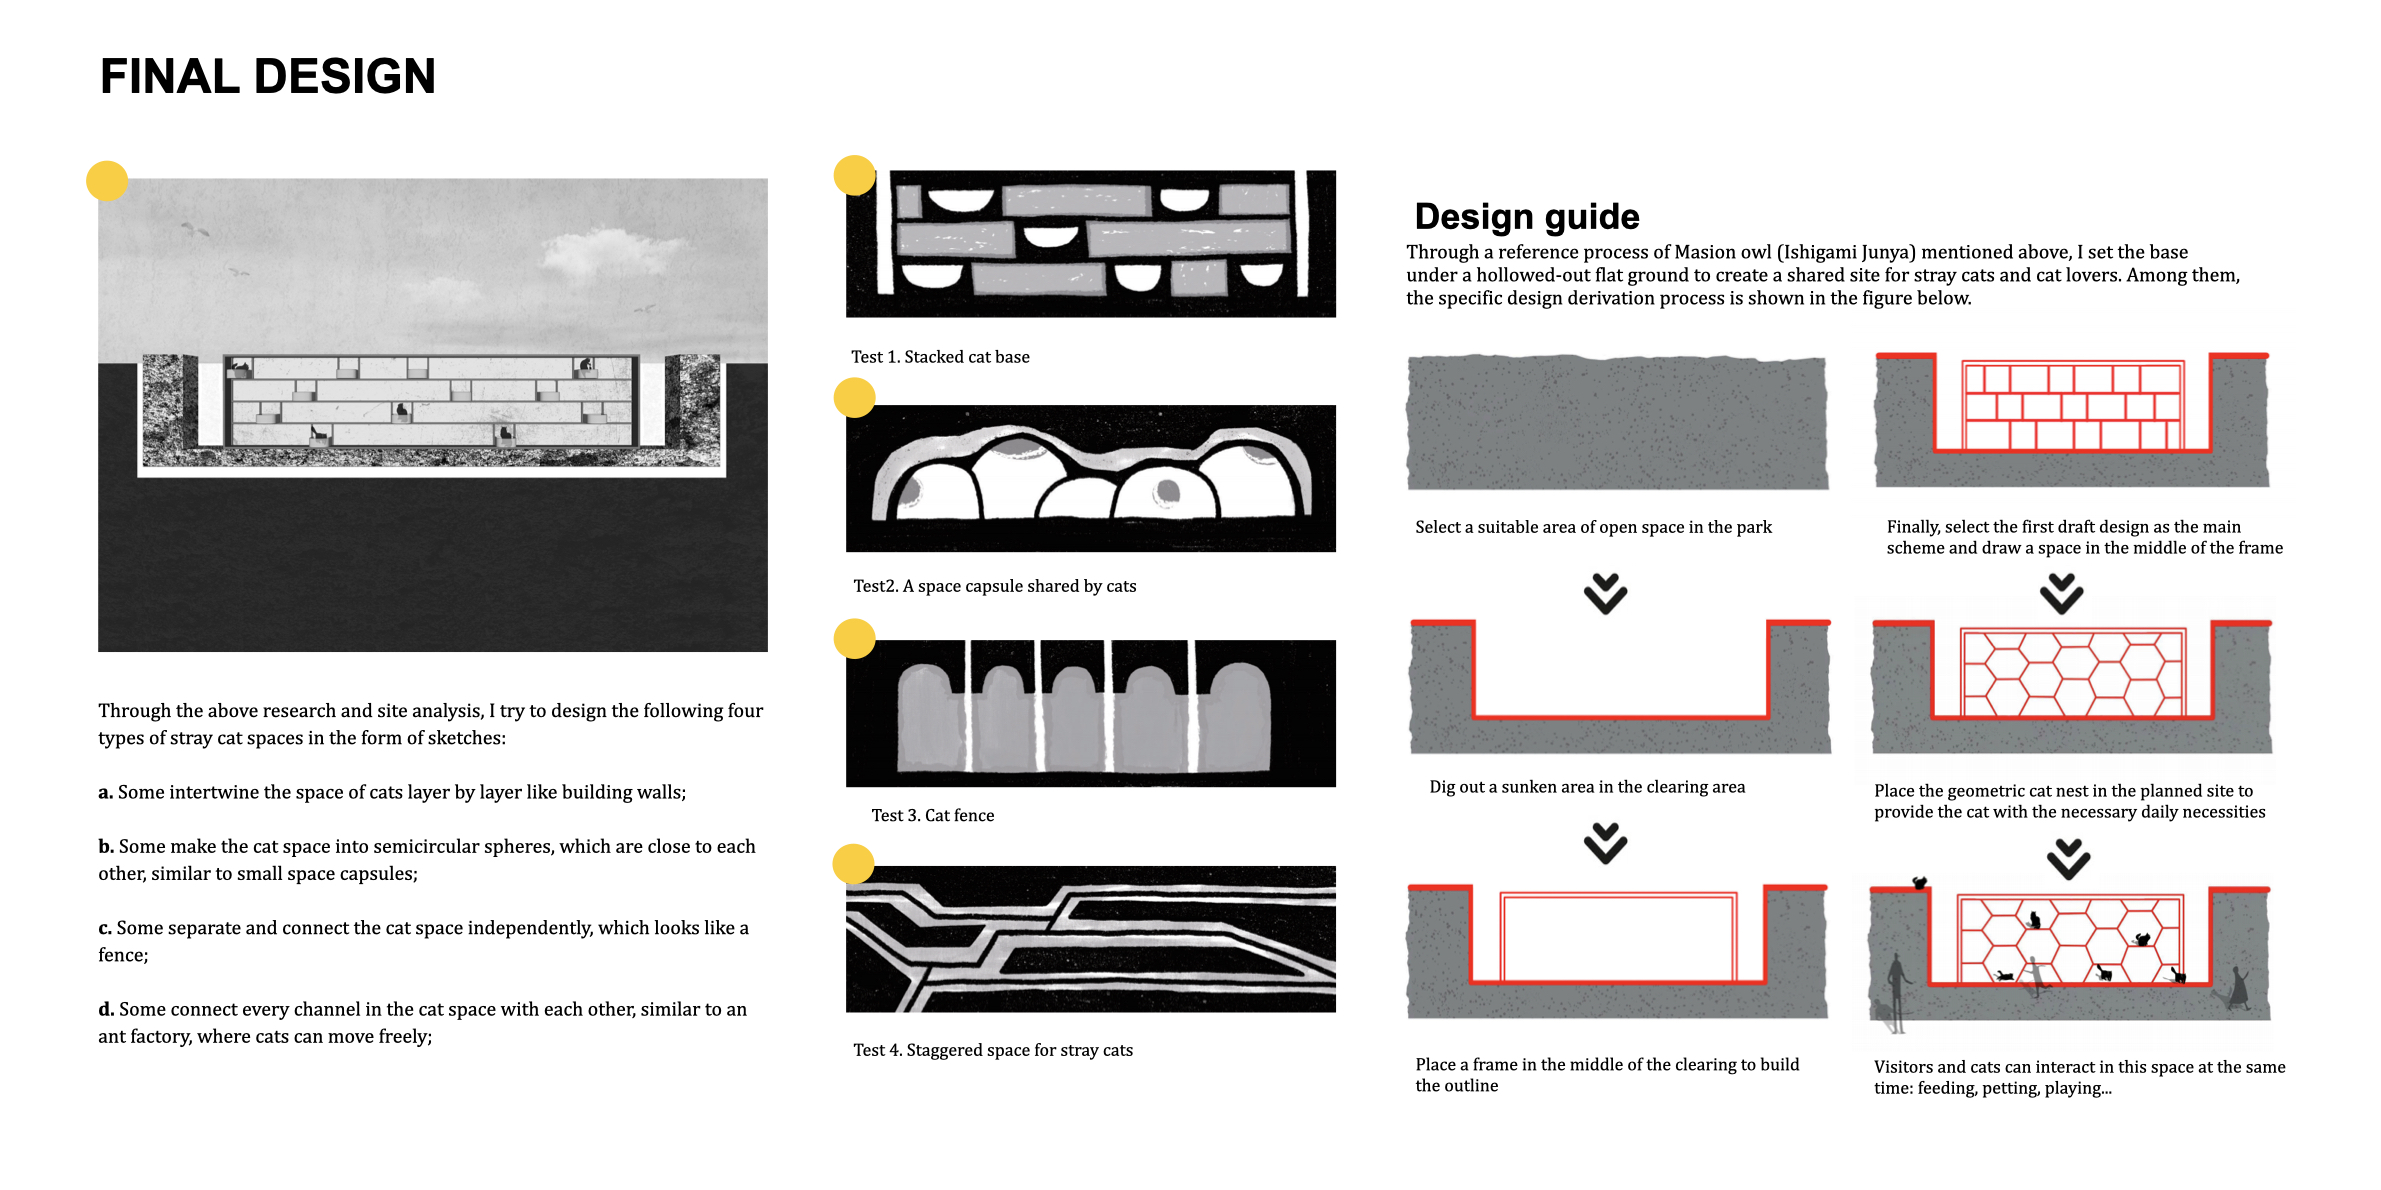 FINAL DESIGN
Through the above research and site analysis, I try to design the following four
types of stray cat spaces in the form of sketches:
a. Some intertwine the space of cats layer by layer like building walls;
b. Some make the cat space into semicircular spheres, which are close to each
other, similar to small space capsules;
c. Some separate and connect the cat space independently, which looks like a
fence;
d. Some connect every channel in the cat space with each other, similar to an
ant factory, where cats can move freely;
Test 1. Stacked cat base
Test2. A space capsule shared by cats
Test 3. Cat fence
Test 4. Staggered space for stray cats
Design guide
Through a reference process of Masion owl (Ishigami Junya) mentioned above, I set the base
under a hollowed-out flat ground to create a shared site for stray cats and cat lovers. Among them,
the specific design derivation process is shown in the figure below.
Select a suitable area of open space in the park
Dig out a sunken area in the clearing area
Place a frame in the middle of the clearing to build
the outline
Finally, select the first draft design as the main
scheme and draw a space in the middle of the frame
Place the geometric cat nest in the planned site to
provide the cat with the necessary daily necessities
Visitors and cats can interact in this space at the same
time: feeding, petting, playing...